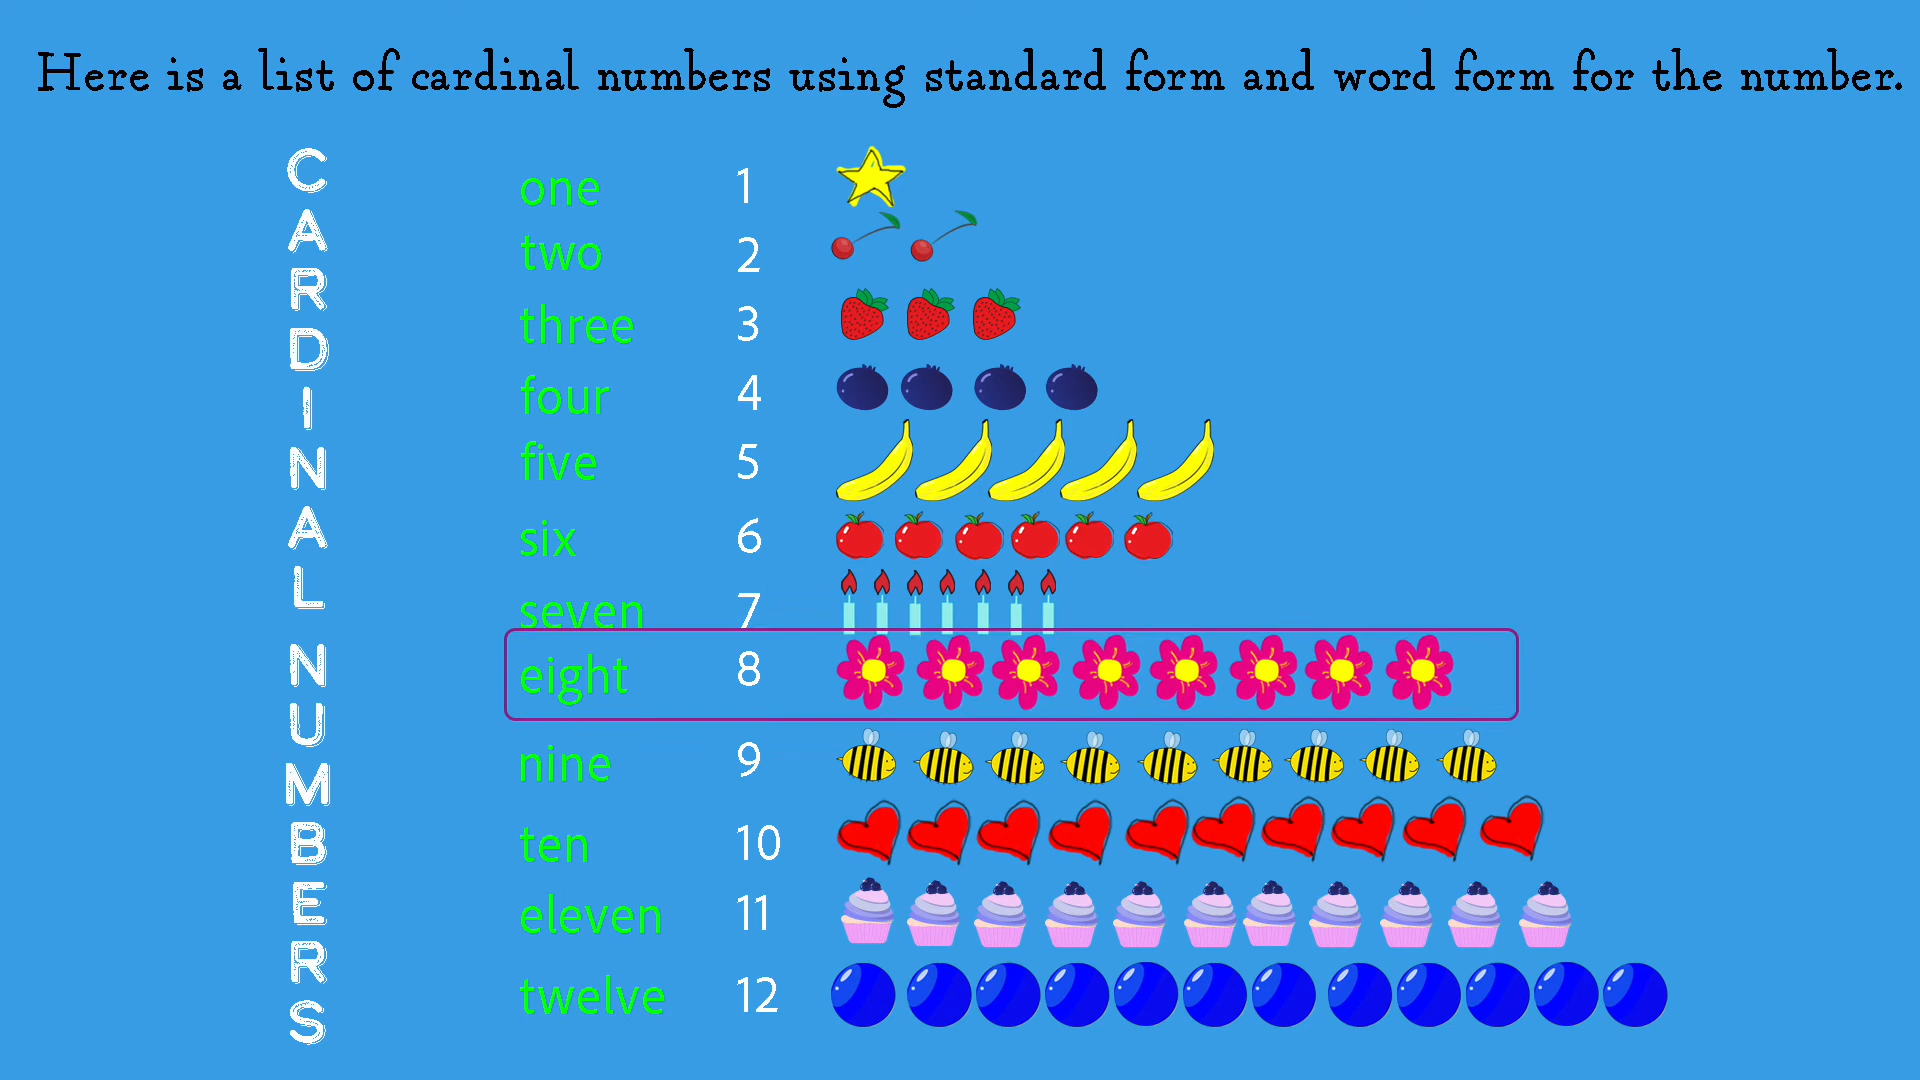 Here is a list of cardinal numbers using standard form and word form for the number.
CARDINAL NUMBERS
one 1
two 2
three 3
four 4
five 5
six 6
seven 7
eight 8
nine 9
ten 10
eleven 11
twelve 12